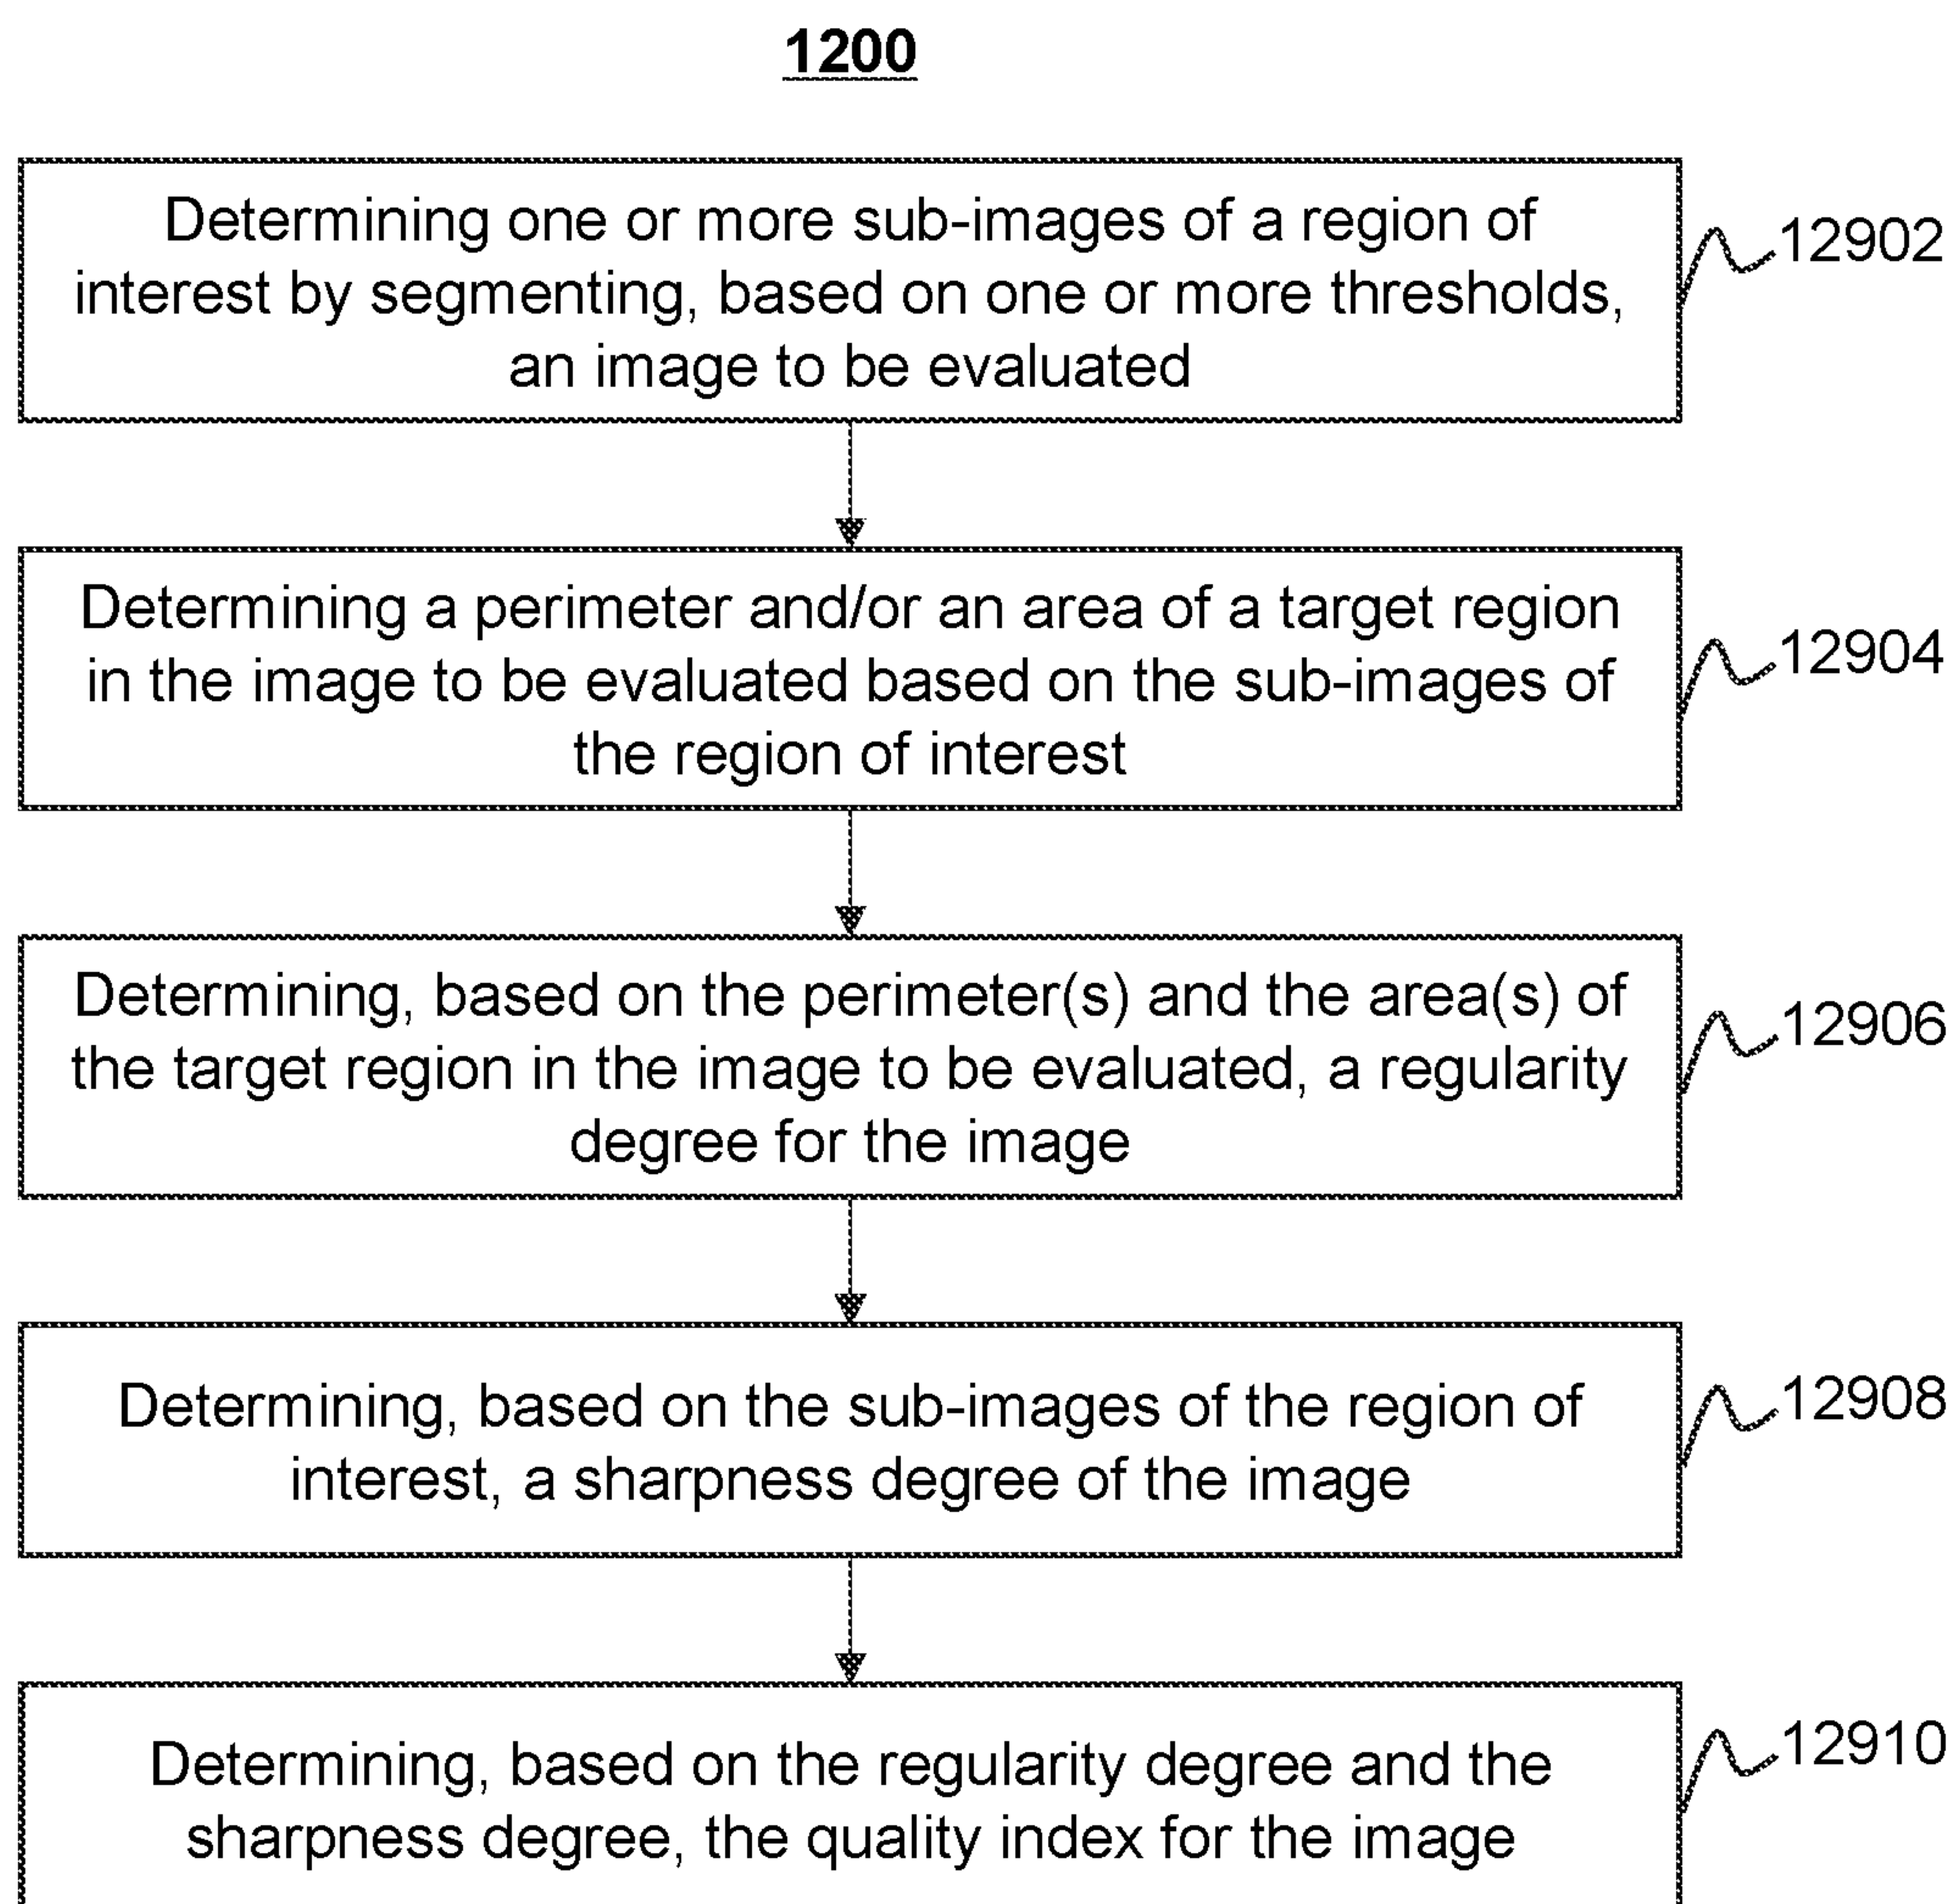 1200
Determining one or more sub-images of a region of
interest by segmenting, based on one or more thresholds,
an image to be evaluated
12902
Determining a perimeter and/or an area of a target region
in the image to be evaluated based on the sub-images of
the region of interest
12904
Determining, based on the perimeter(s) and the area(s) of
the target region in the image to be evaluated, a regularity
degree for the image
12906
Determining, based on the sub-images of the region of
interest, a sharpness degree of the image
12908
Determining, based on the regularity degree and the
sharpness degree, the quality index for the image
12910